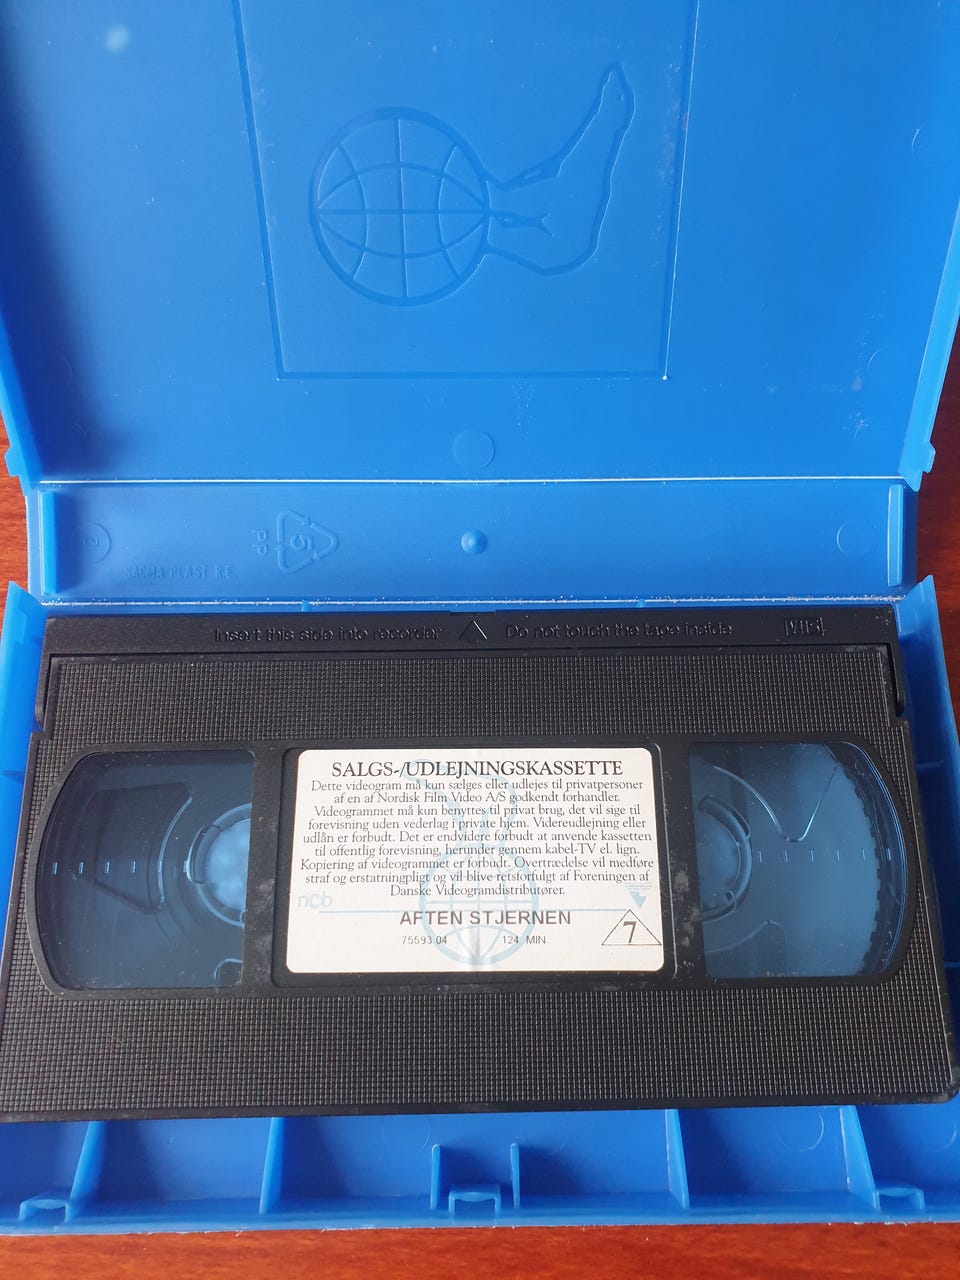 2
5
PP
SACMA PLAST R.E.
Insert this side into recorder Do not touch the tape inside VHS
SALGS-/UDLEJNINGSKASSETTE
Dette videogram må kun sælges eller udlejes til privatpersoner
af en af Nordisk Film Video A/S godkendt forhandler.
Videogrammet må kun benyttes til privat brug, det vil sige til
forevisning uden vederlag i private hjem. Videreudlejning eller
udlån er forbudt. Det er endvidere forbudt at anvende kassetten
til offentlig forevisning, herunder gennem kabel-TV el. lign.
Kopiering af videogrammet er forbudt. Overtrædelse vil medføre
straf og erstatningpligt og vil blive retsforfulgt af Foreningen af
Danske Videogramdistributører.
ncb
AFTEN STJERNEN
75593 04 124 MIN 7